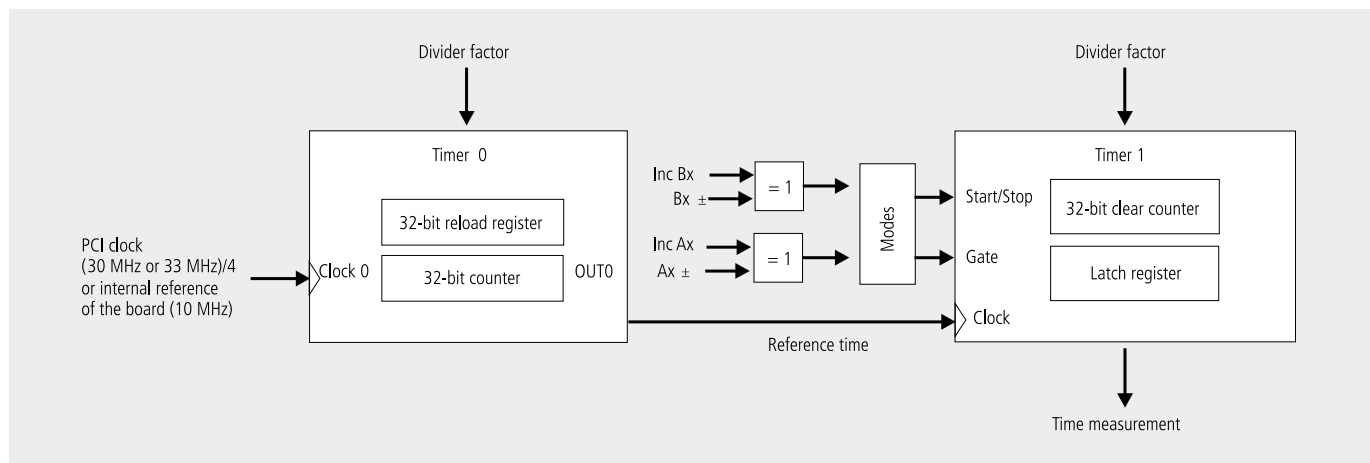 Divider factor
Divider factor
Timer 0
Timer 1
32-bit reload register
32-bit counter
Clock 0
OUT0
PCI clock
(30 MHz or 33 MHz)/4
or internal reference
of the board (10 MHz)
Inc Bx
Bx ±
= 1
Inc Ax
Ax ±
= 1
Modes
Start/Stop
Gate
Clock
32-bit clear counter
Latch register
Reference time
Time measurement